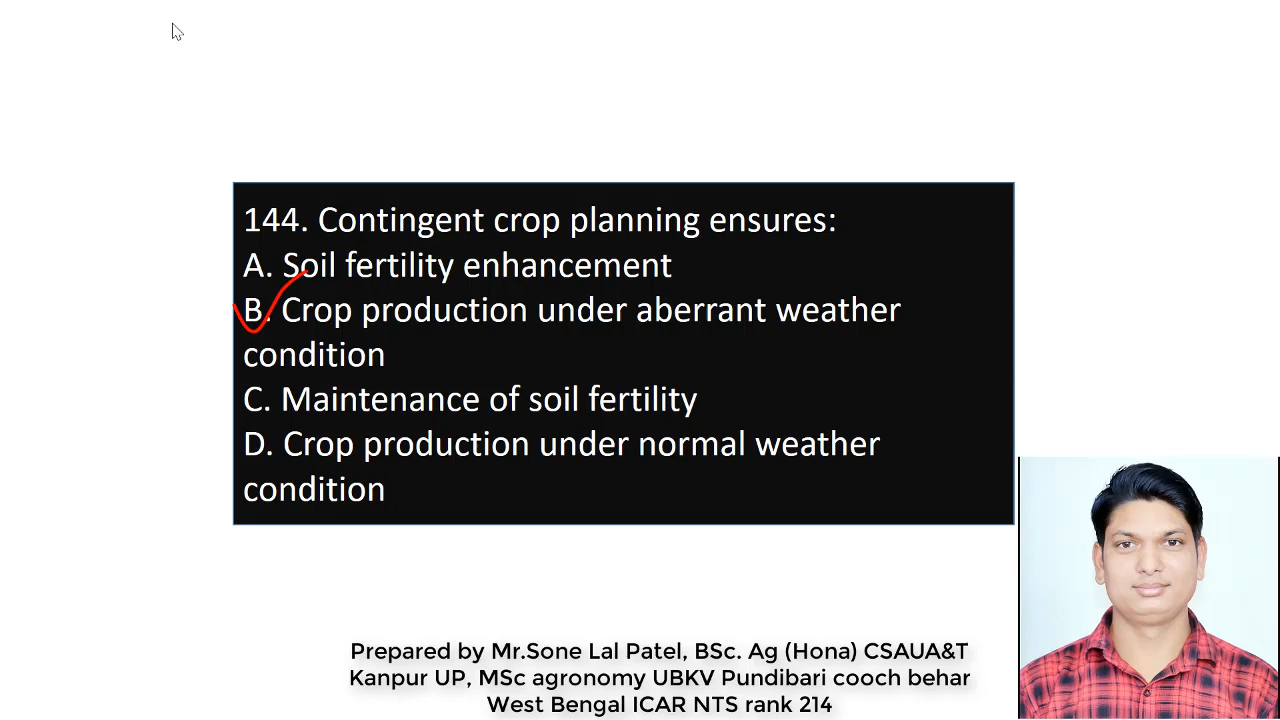 144. Contingent crop planning ensures:
A. Soil fertility enhancement
B. Crop production under aberrant weather
condition
C. Maintenance of soil fertility
D. Crop production under normal weather
condition
Prepared by Mr.Sone Lal Patel, BSc. Ag (Hona) CSAUA&T
Kanpur UP, MSc agronomy UBKV Pundibari cooch behar
West Bengal ICAR NTS rank 214